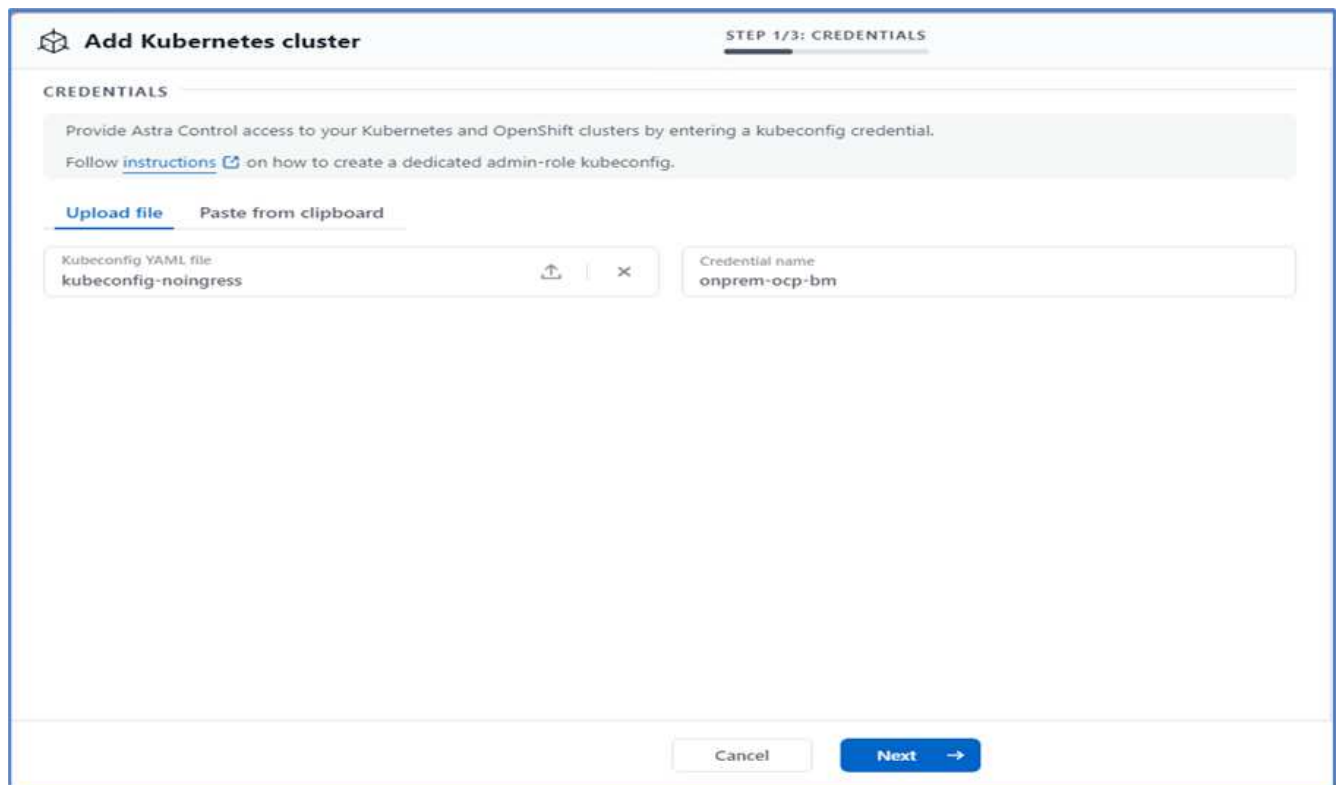 Add Kubernetes cluster
STEP 1/3: CREDENTIALS
CREDENTIALS
Provide Astra Control access to your Kubernetes and OpenShift clusters by entering a kubeconfig credential.
Follow instructions on how to create a dedicated admin-role kubeconfig.
Upload file Paste from clipboard
Kubeconfig YAML file
kubeconfig-noingress
Credential name
onprem-ocp-bm
Cancel Next